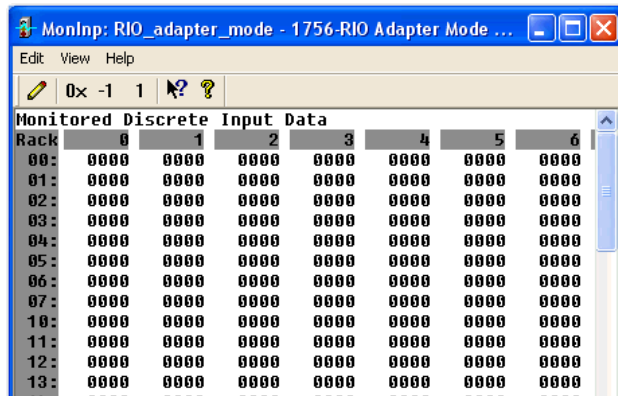 MonInp: RIO_adapter_mode - 1756-RIO Adapter Mode ...
Edit View Help
0x -1 1
Monitored Discrete Input Data
Rack 0 1 2 3 4 5 6
00: 0000 0000 0000 0000 0000 0000 0000
01: 0000 0000 0000 0000 0000 0000 0000
02: 0000 0000 0000 0000 0000 0000 0000
03: 0000 0000 0000 0000 0000 0000 0000
04: 0000 0000 0000 0000 0000 0000 0000
05: 0000 0000 0000 0000 0000 0000 0000
06: 0000 0000 0000 0000 0000 0000 0000
07: 0000 0000 0000 0000 0000 0000 0000
10: 0000 0000 0000 0000 0000 0000 0000
11: 0000 0000 0000 0000 0000 0000 0000
12: 0000 0000 0000 0000 0000 0000 0000
13: 0000 0000 0000 0000 0000 0000 0000